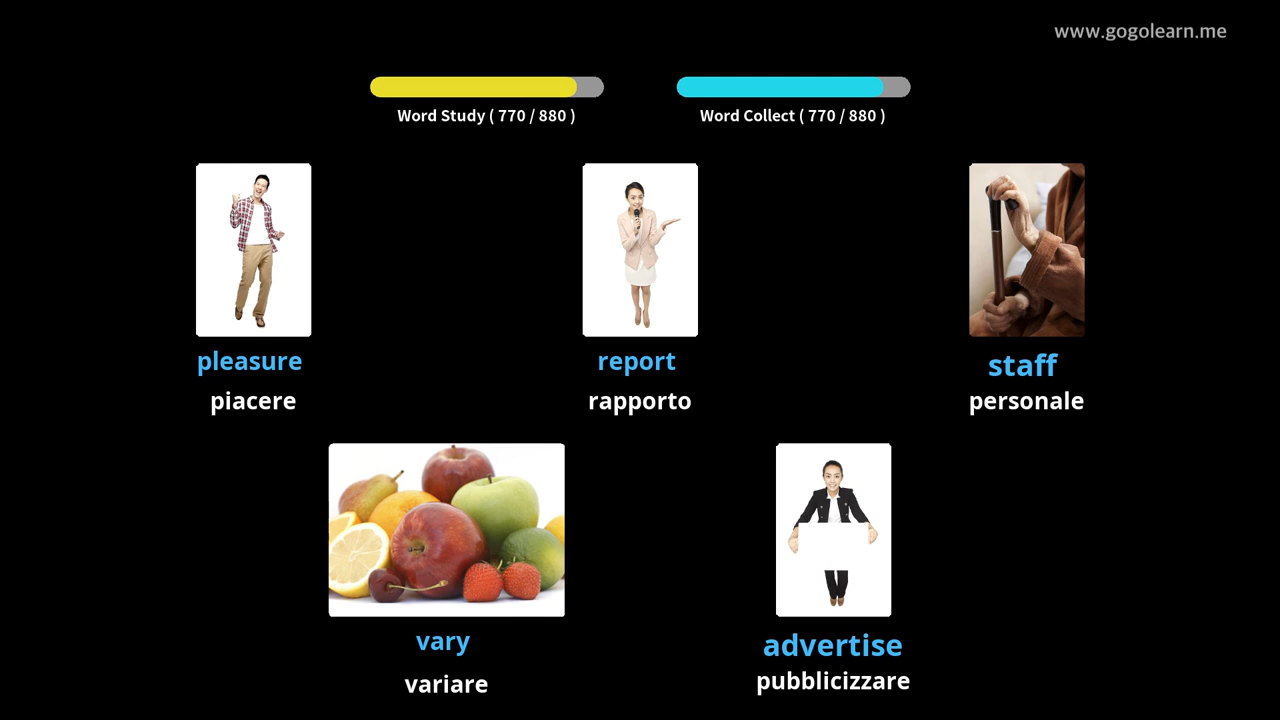 www.gogolearn.me
Word Study ( 770 / 880 )
Word Collect ( 770 / 880 )
pleasure
piacere
report
rapporto
staff
personale
vary
variare
advertise
pubblicizzare